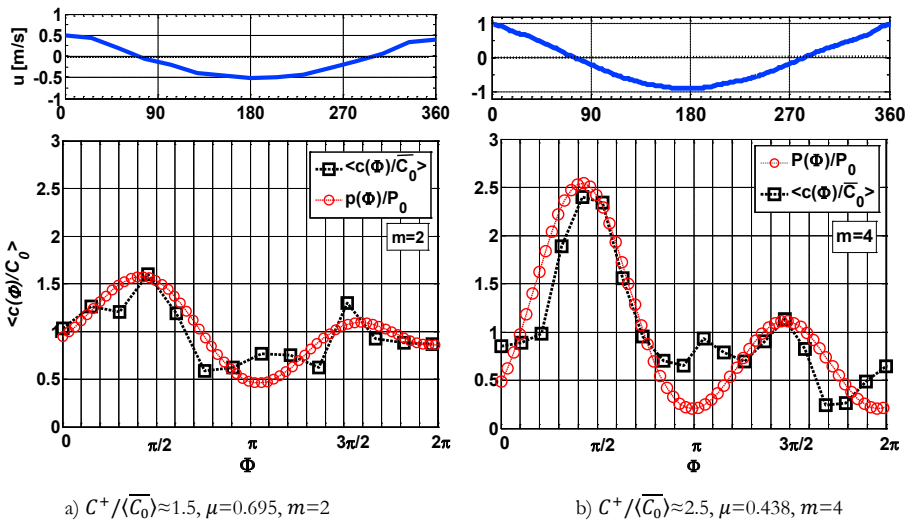 1
0.5
0
-0.5
-1
u [m/s]
0 90 180 270 360
3
2.5
2
1.5
1
0.5
0
<c(Φ)/C̅₀>
<c(Φ)/C̅₀>
p(Φ)/P₀
m=2
0 π/2 π 3π/2 2π
Φ
a) C⁺/⟨C̅₀⟩≈1.5, μ=0.695, m=2
1
0
-1
0 90 180 270 360
3
2.5
2
1.5
1
0.5
0
P(Φ)/P₀
<c(Φ)/C̅₀>
m=4
0 π/2 π 3π/2 2π
Φ
b) C⁺/⟨C̅₀⟩≈2.5, μ=0.438, m=4